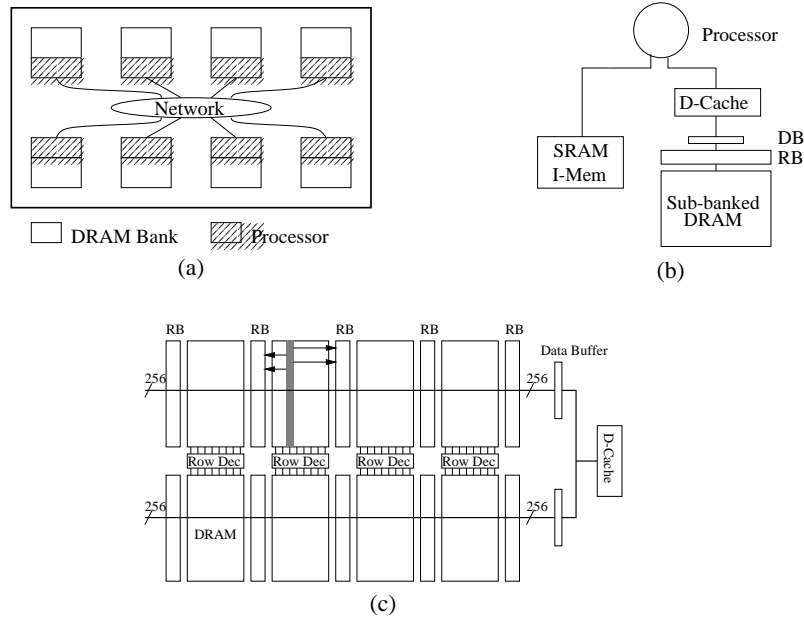 Network
DRAM Bank
Processor
(a)
Processor
D-Cache
DB
RB
SRAM
I-Mem
Sub-banked
DRAM
(b)
RB
RB
RB
RB
RB
Data Buffer
256
256
Row Dec
Row Dec
Row Dec
Row Dec
D-Cache
256
256
DRAM
(c)